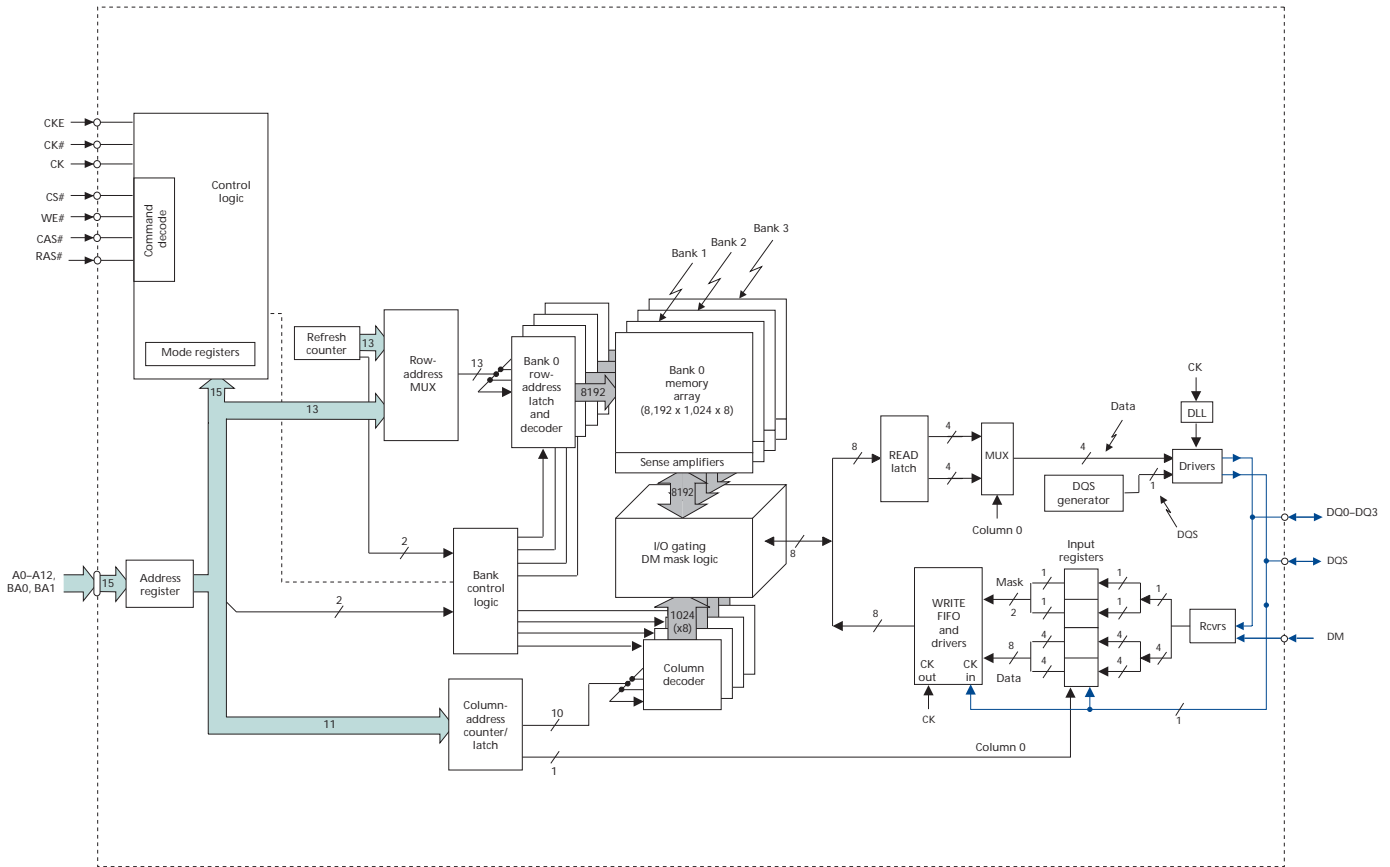 CKE
CK#
CK
CS#
WE#
CAS#
RAS#
Command
decode
Control
logic
Mode registers
15
Refresh
counter
13
13
Row-
address
MUX
13
Bank 0
row-
address
latch
and
decoder
8192
Bank 1
Bank 2
Bank 3
Bank 0
memory
array
(8,192 x 1,024 x 8)
Sense amplifiers
8192
I/O gating
DM mask logic
8
A0–A12,
BA0, BA1
15
Address
register
2
2
Bank
control
logic
1024
(x8)
Column
decoder
11
Column-
address
counter/
latch
10
1
Column 0
8
READ
latch
4
4
MUX
Column 0
4
Data
CK
DLL
Drivers
DQS
generator
1
DQS
DQ0–DQ3
DQS
DM
8
WRITE
FIFO
and
drivers
CK
out
CK
in
CK
Mask
2
8
Data
Input
registers
1
1
4
4
1
1
4
4
1
4
Rcvrs
1